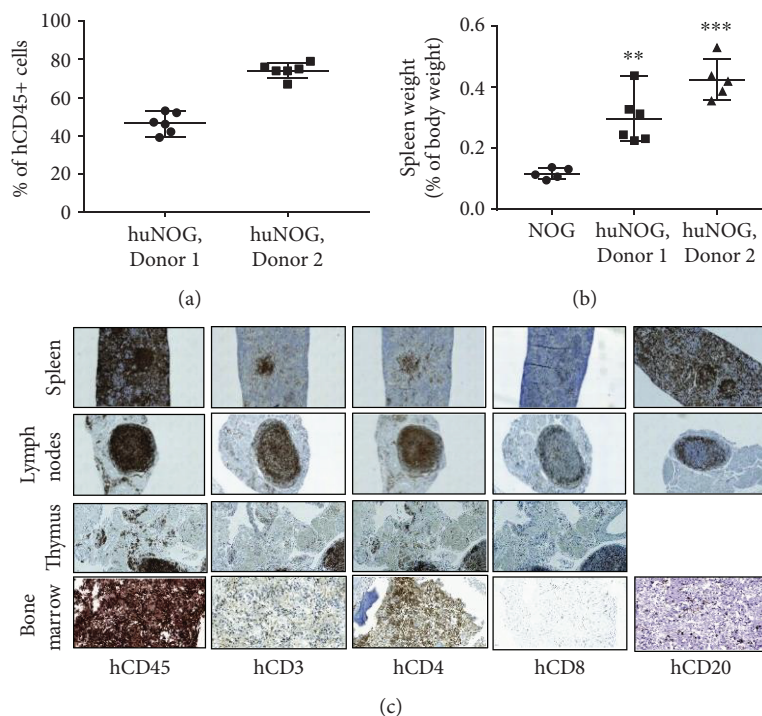 % of hCD45+ cells
100
80
60
40
20
0
huNOG,
Donor 1
huNOG,
Donor 2
(a)
Spleen weight
(% of body weight)
0.6
0.4
0.2
0.0
**
***
NOG
huNOG,
Donor 1
huNOG,
Donor 2
(b)
Spleen
Lymph
nodes
Thymus
Bone
marrow
hCD45
hCD3
hCD4
hCD8
hCD20
(c)